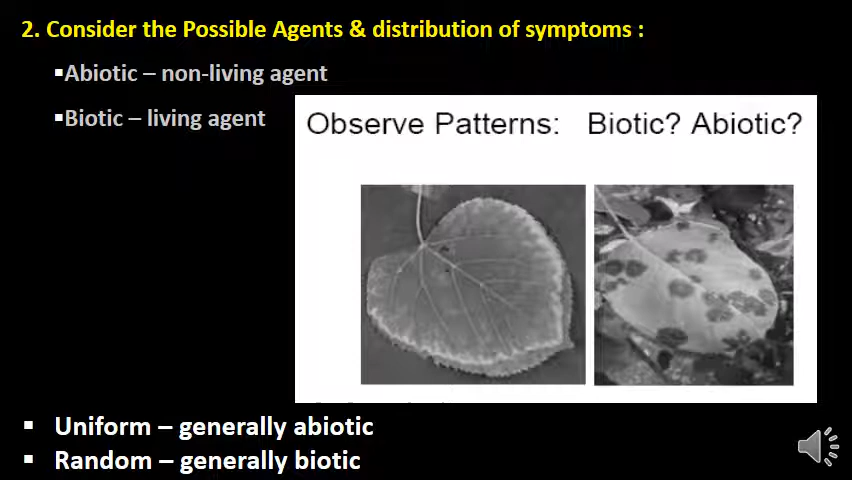 2. Consider the Possible Agents & distribution of symptoms :
▪Abiotic – non-living agent
▪Biotic – living agent
Observe Patterns: Biotic? Abiotic?
▪ Uniform – generally abiotic
▪ Random – generally biotic